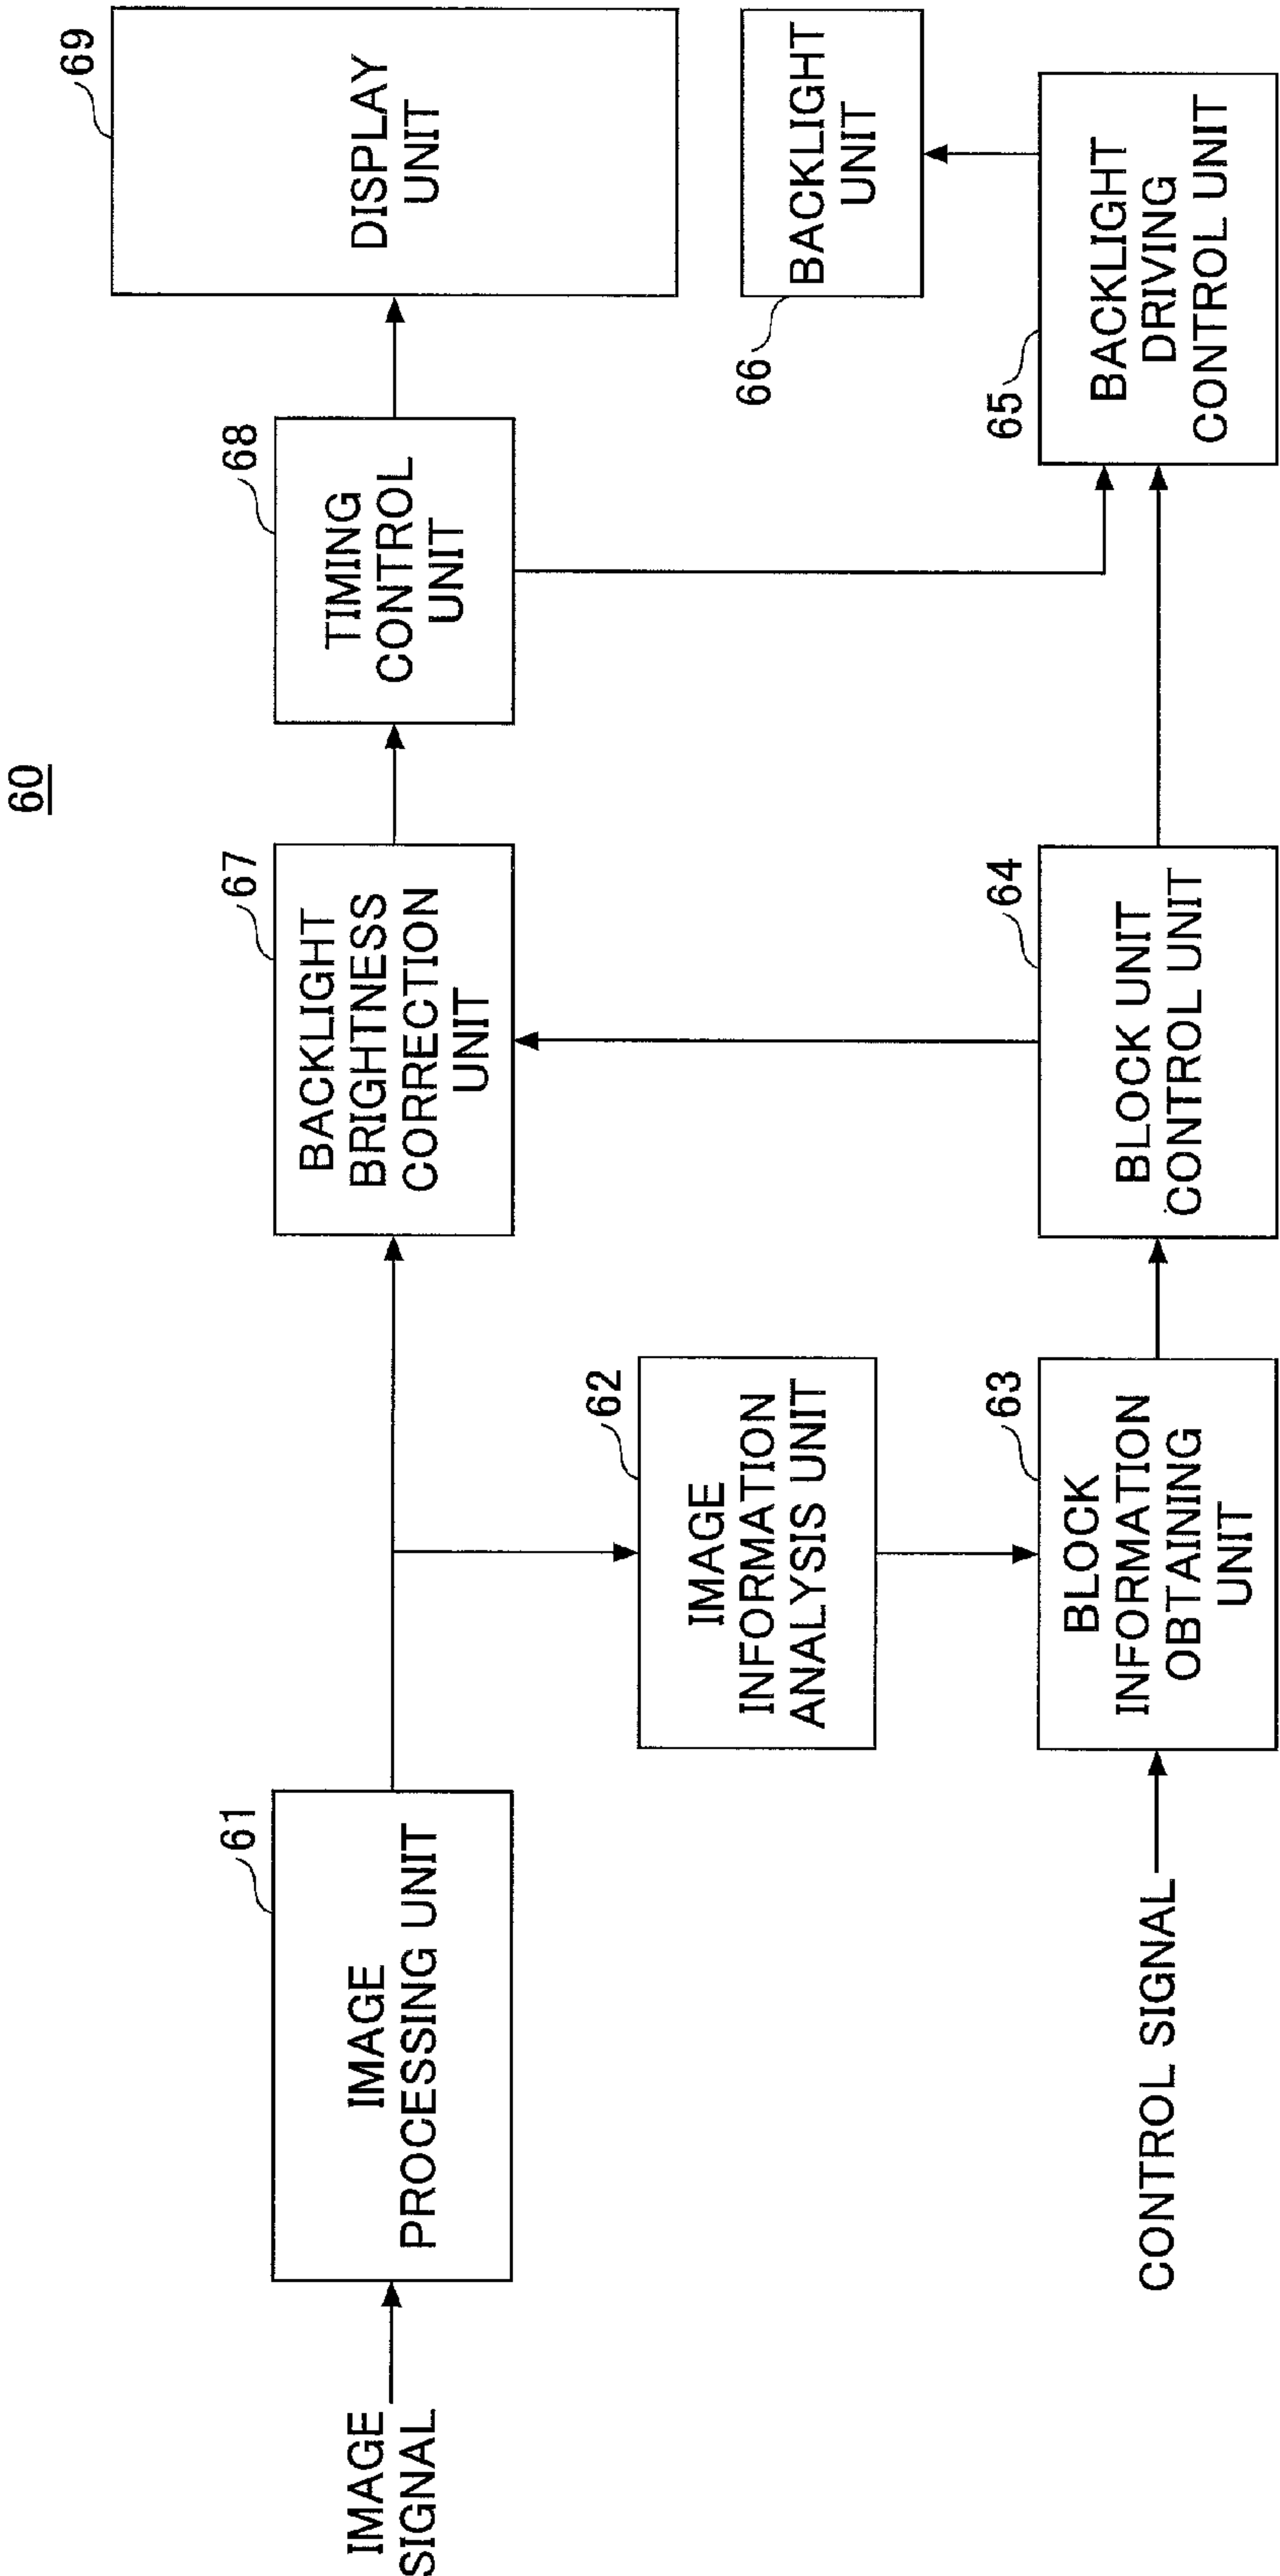 60
IMAGE
SIGNAL
61
IMAGE
PROCESSING UNIT
67
BACKLIGHT
BRIGHTNESS
CORRECTION
UNIT
68
TIMING
CONTROL
UNIT
69
DISPLAY
UNIT
62
IMAGE
INFORMATION
ANALYSIS UNIT
66
BACKLIGHT
UNIT
CONTROL SIGNAL
63
BLOCK
INFORMATION
OBTAINING
UNIT
64
BLOCK UNIT
CONTROL UNIT
65
BACKLIGHT
DRIVING
CONTROL UNIT